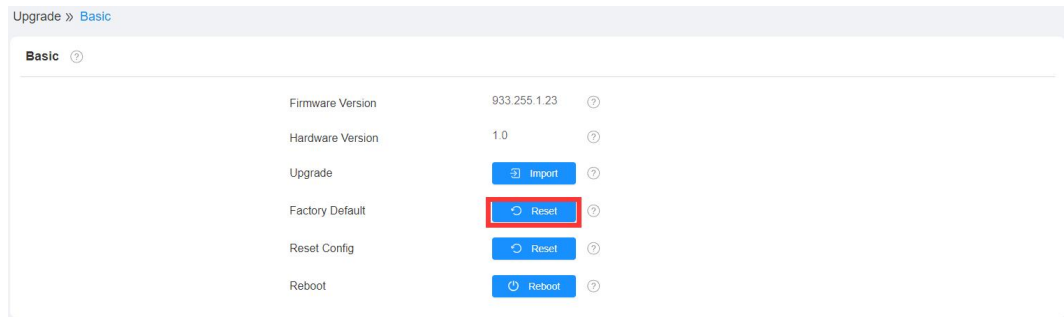 Upgrade » Basic
Basic ?
Firmware Version 933.255.1.23 ?
Hardware Version 1.0 ?
Upgrade Import ?
Factory Default Reset ?
Reset Config Reset ?
Reboot Reboot ?